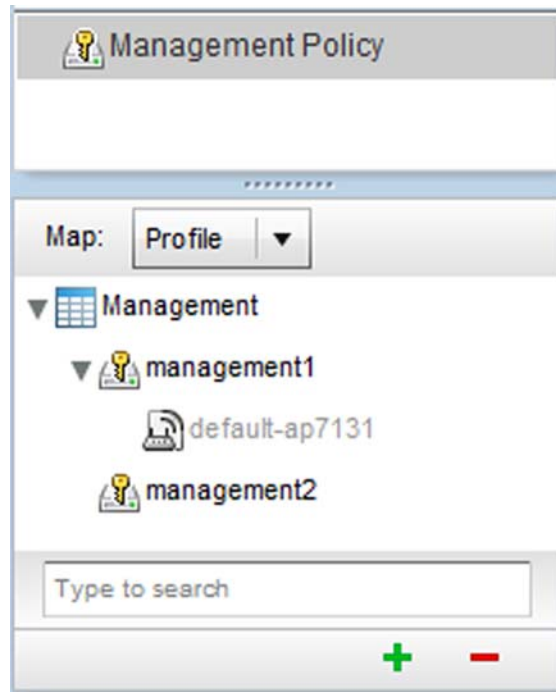 Management Policy
Map: Profile
Management
management1
default-ap7131
management2
Type to search